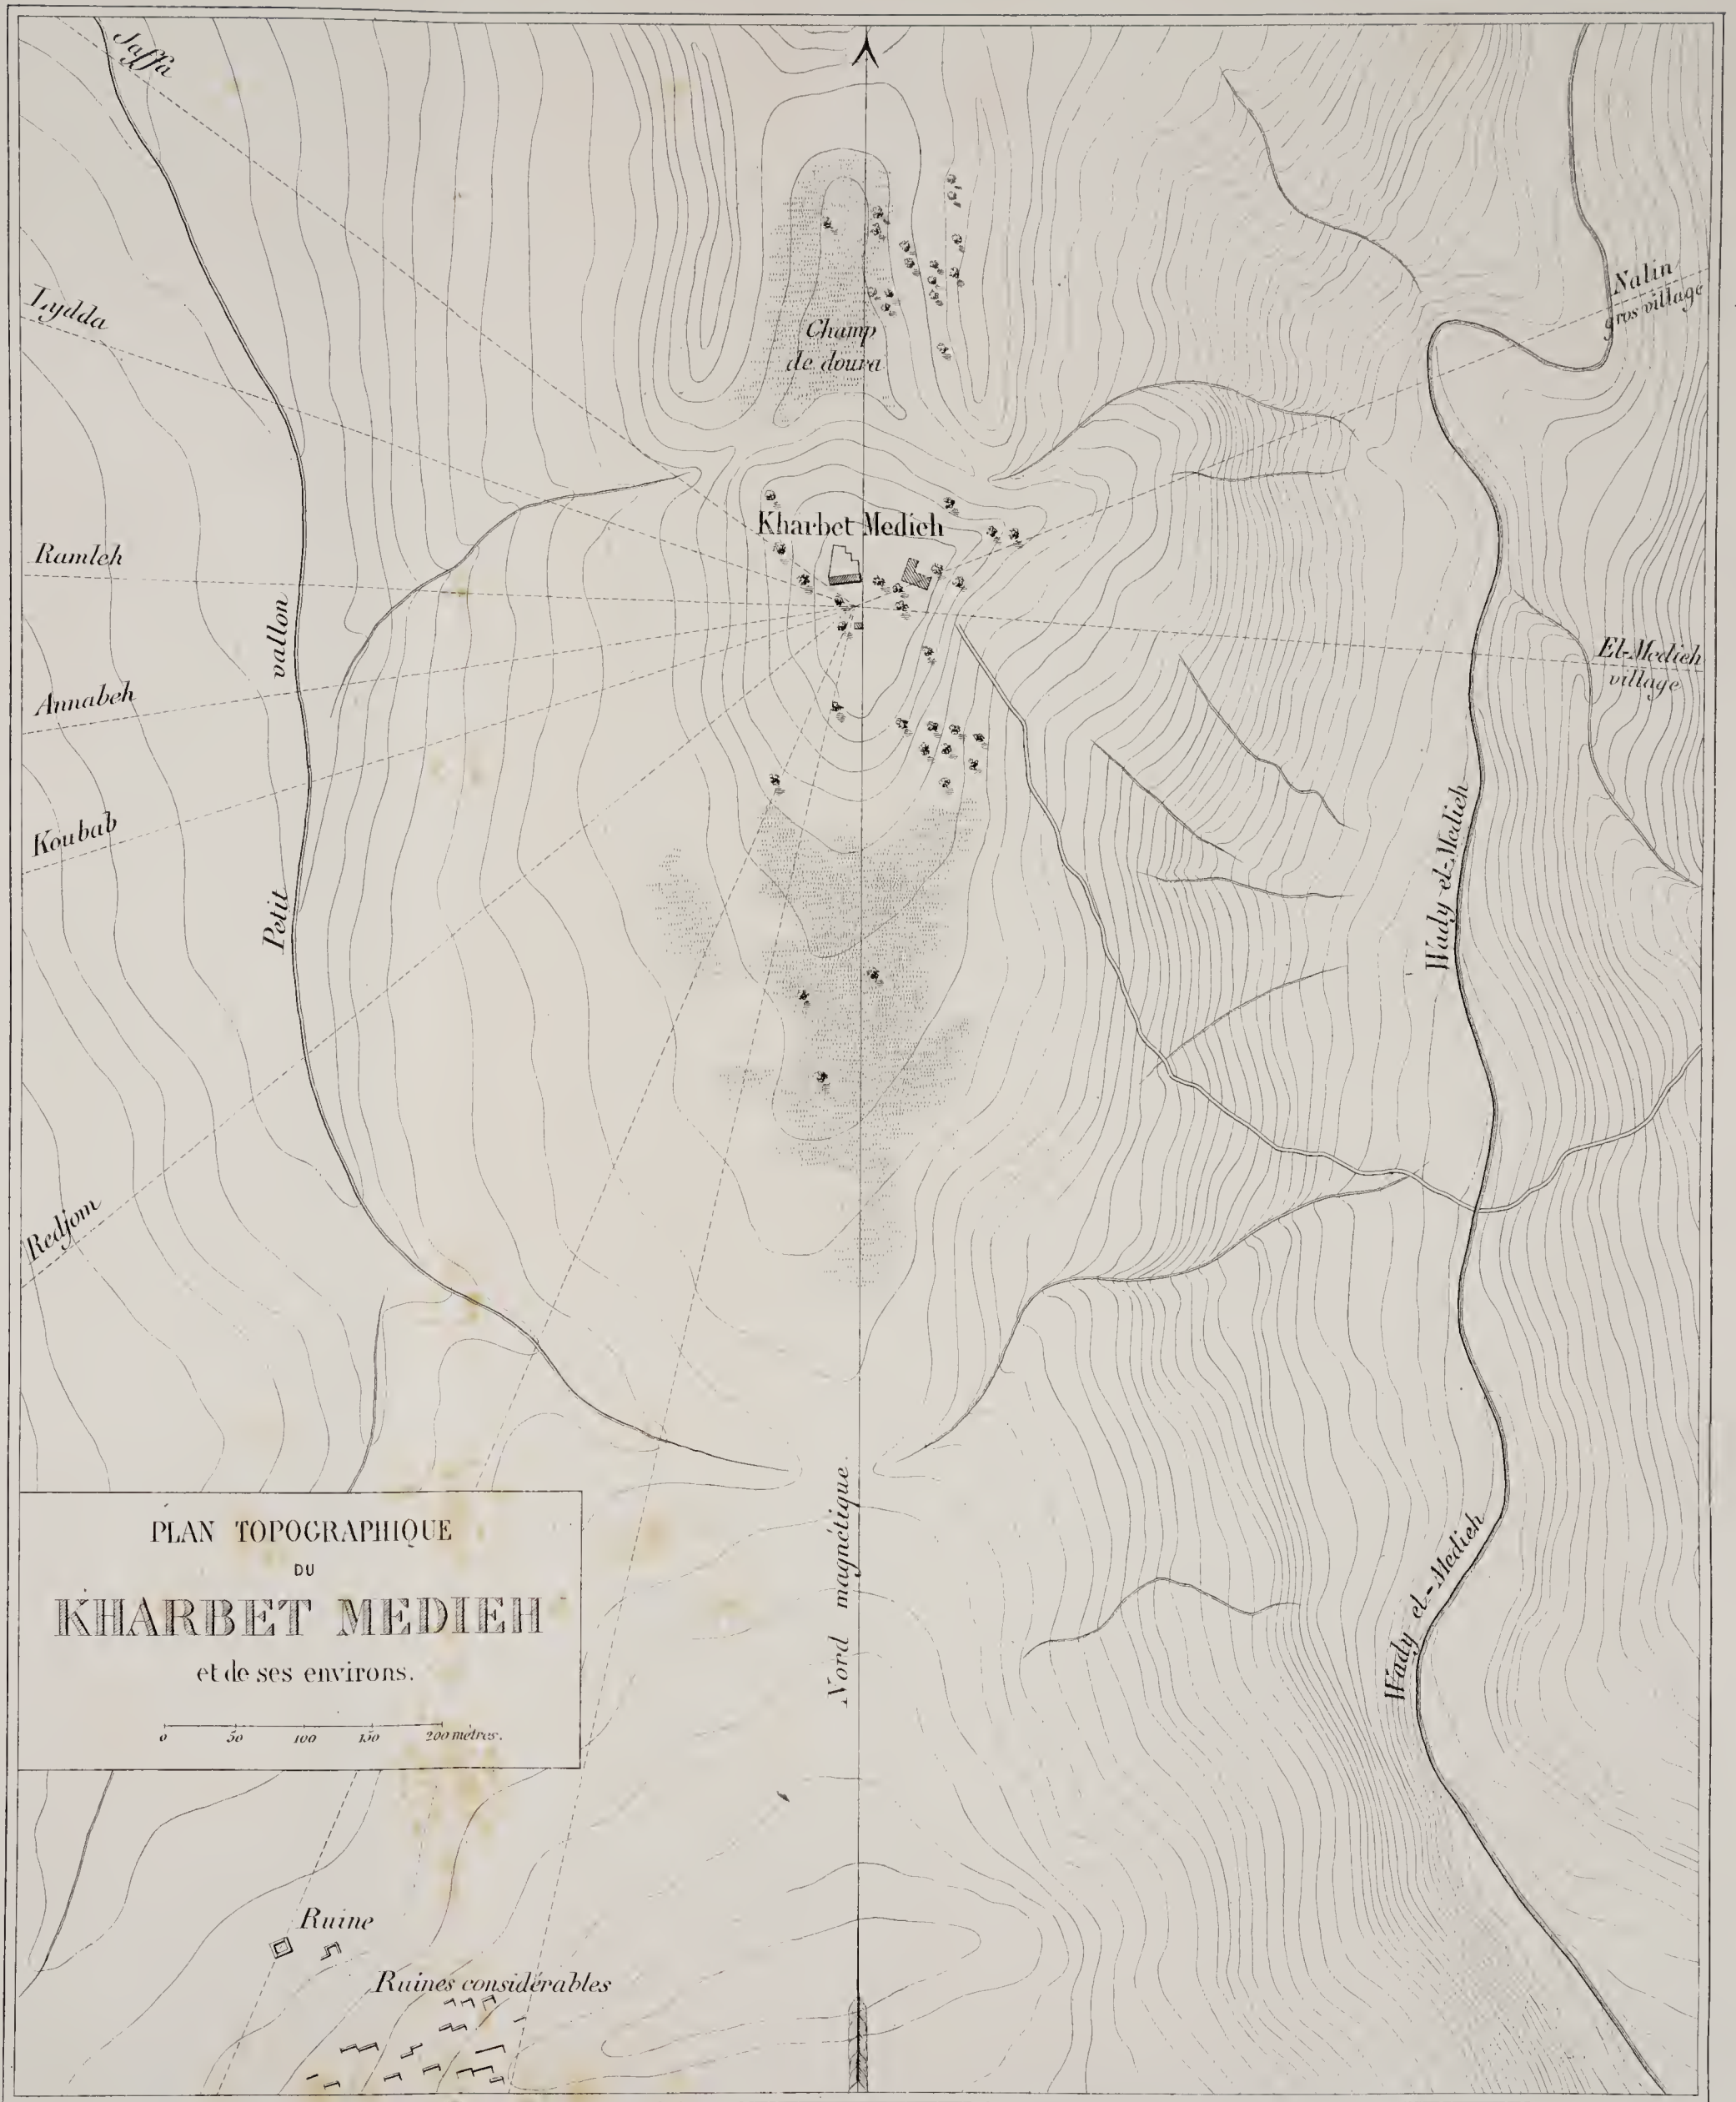 Jaffa
Lydda
Nalin
gros village
Champ
de doura
Kharbet Medieh
Ramleh
El-Medieh
village
Annabeh
Koubab
Petit vallon
Wady el-Medieh
Redjom
Nord magnétique
Wady el-Medieh
PLAN TOPOGRAPHIQUE
DU
KHARBET MEDIEH
et de ses environs.
0 50 100 150 200 mètres.
Ruine
Ruines considérables